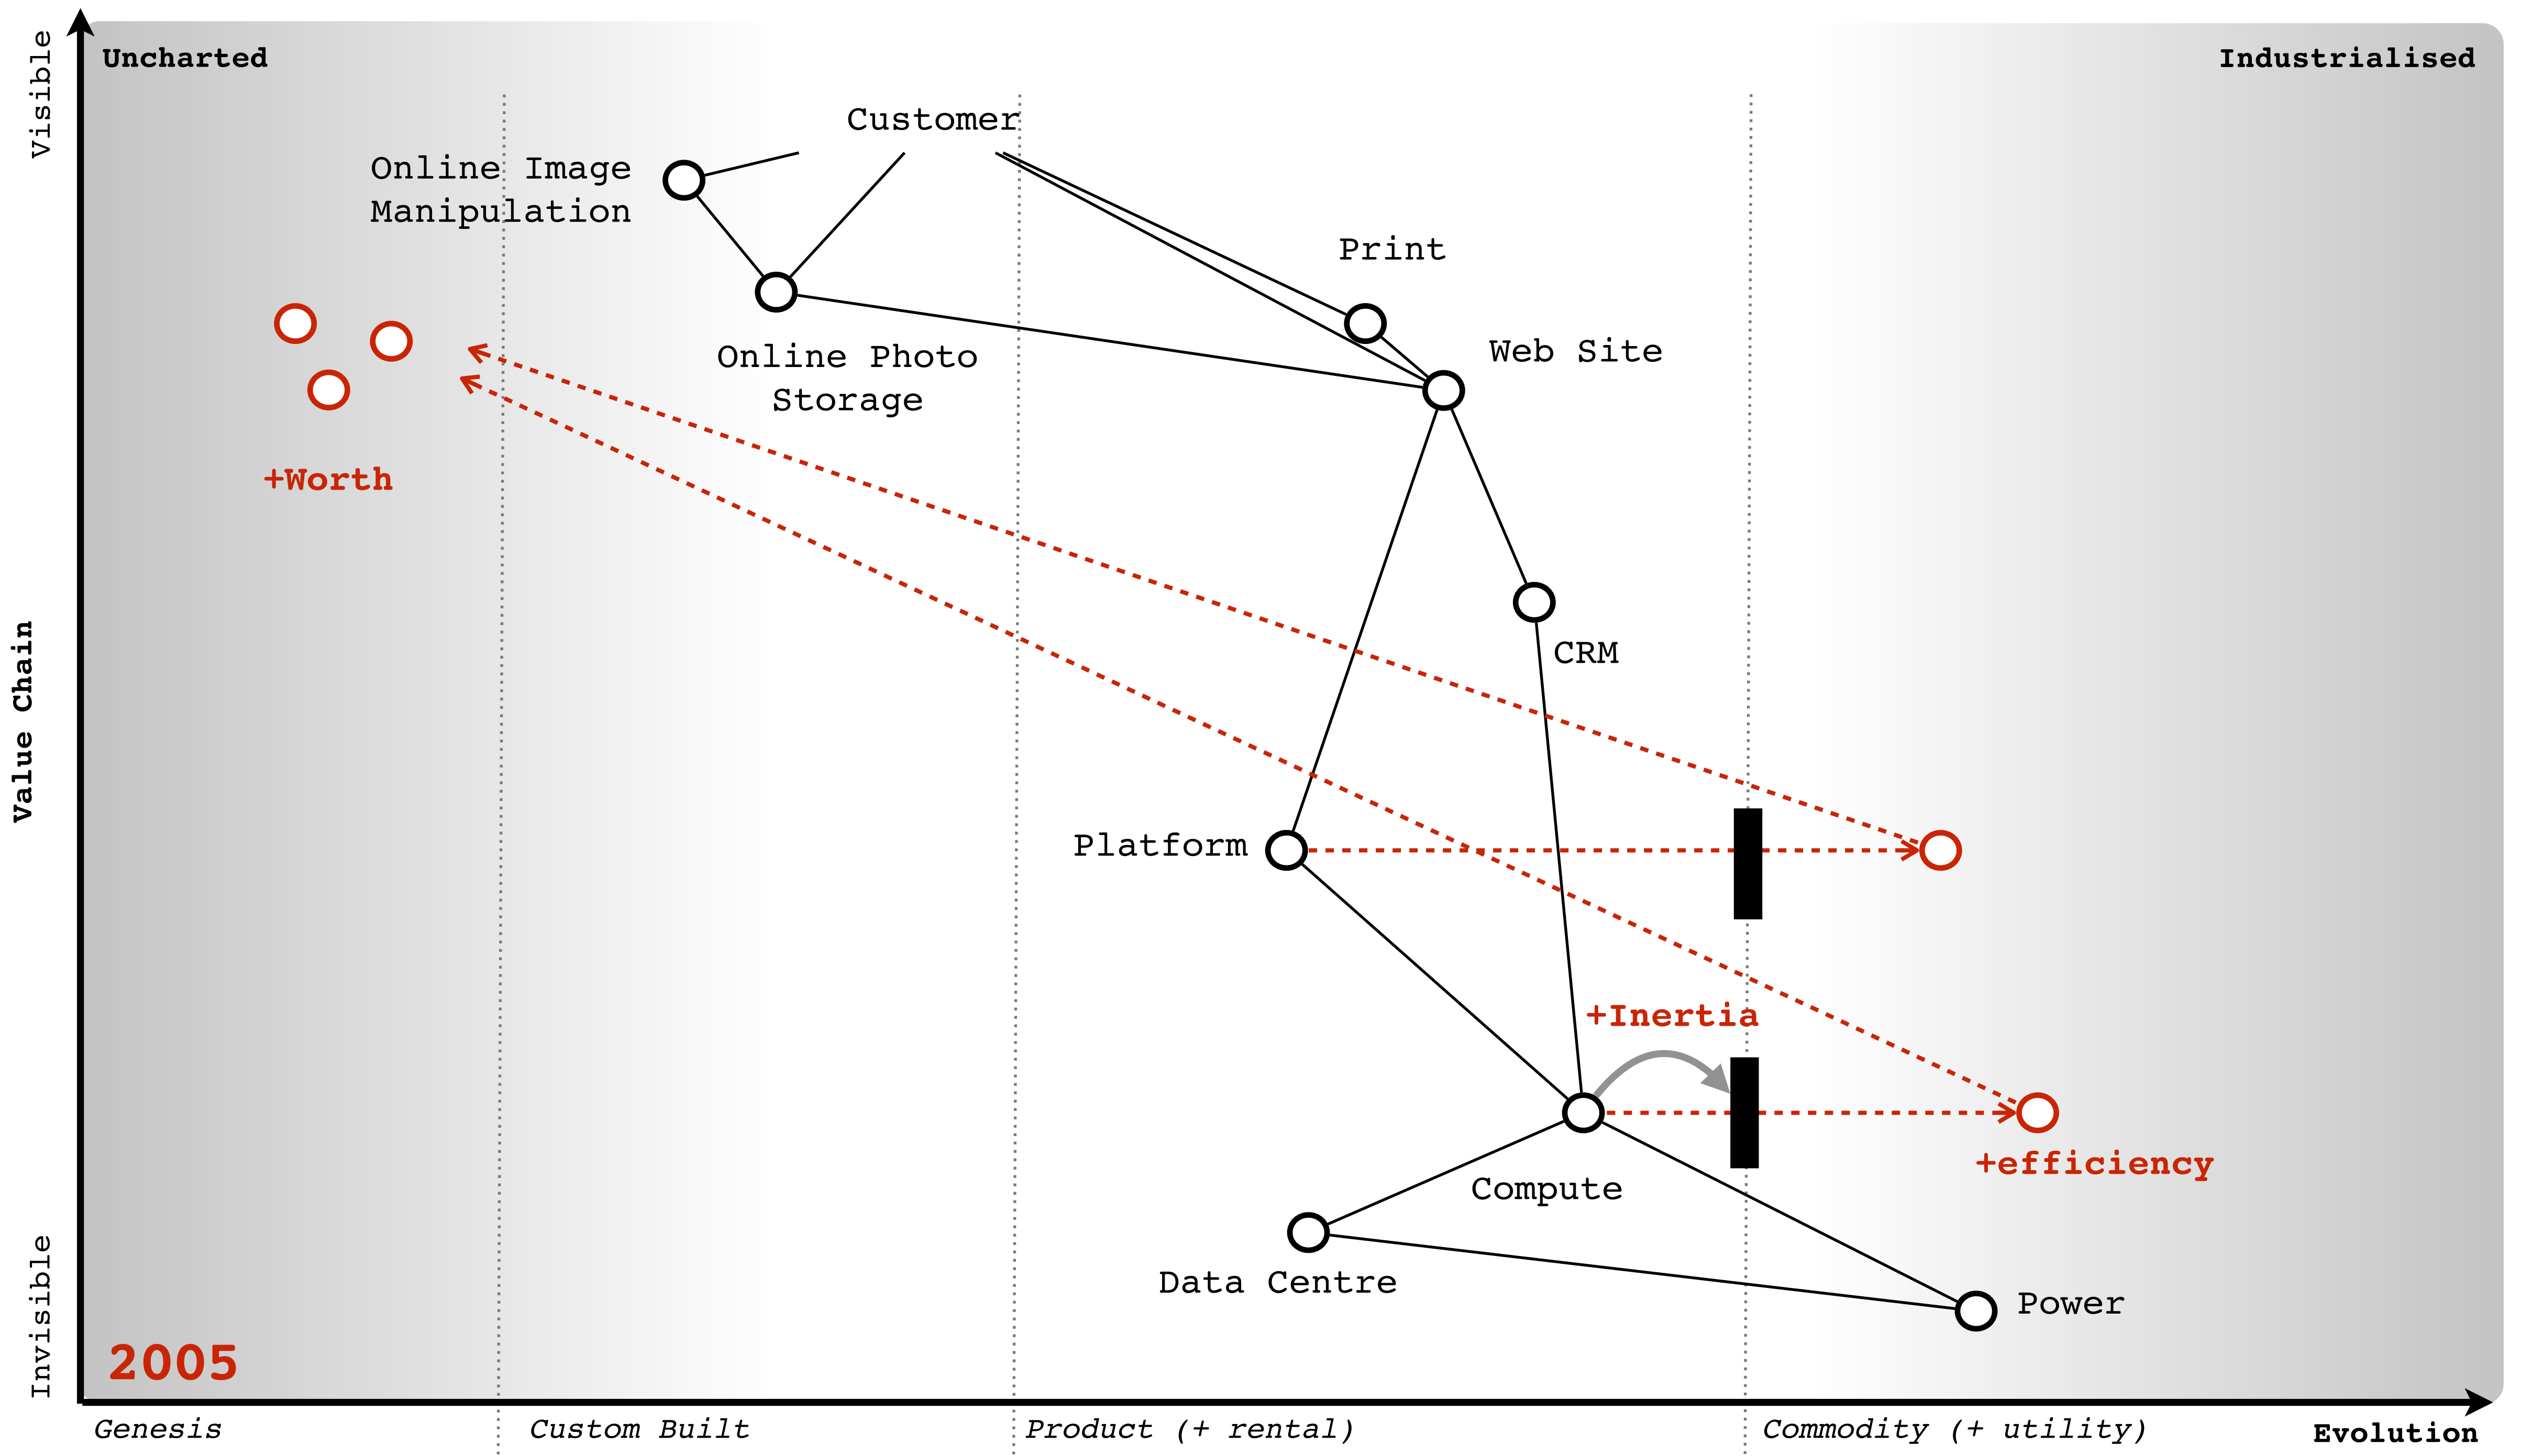 Uncharted
Industrialised
Visible
Customer
Online Image
Manipulation
Print
Web Site
Online Photo
Storage
+Worth
CRM
Value Chain
Platform
+Inertia
+efficiency
Compute
Data Centre
Power
Invisible
2005
Genesis
Custom Built
Product (+ rental)
Commodity (+ utility)
Evolution